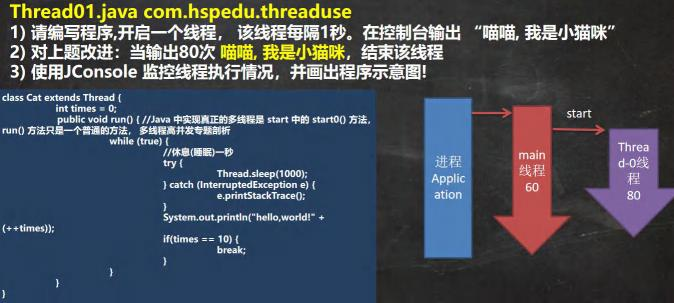 Thread01.java com.hspedu.threaduse
1) 请编写程序,开启一个线程， 该线程每隔1秒。在控制台输出 “喵喵, 我是小猫咪”
2) 对上题改进：当输出80次 喵喵, 我是小猫咪，结束该线程
3) 使用JConsole 监控线程执行情况，并画出程序示意图!
class Cat extends Thread {
int times = 0;
public void run() { //Java 中实现真正的多线程是 start 中的 start0() 方法,
run() 方法只是一个普通的方法， 多线程高并发专题剖析
while (true) {
//休息(睡眠)一秒
try {
Thread.sleep(1000);
} catch (InterruptedException e) {
e.printStackTrace();
}
System.out.println("hello,world!" +
(++times));
if(times == 10) {
break;
}
}
}
}
进程
Applic
ation
main
线程
60
start
Threa
d-0线
程
80